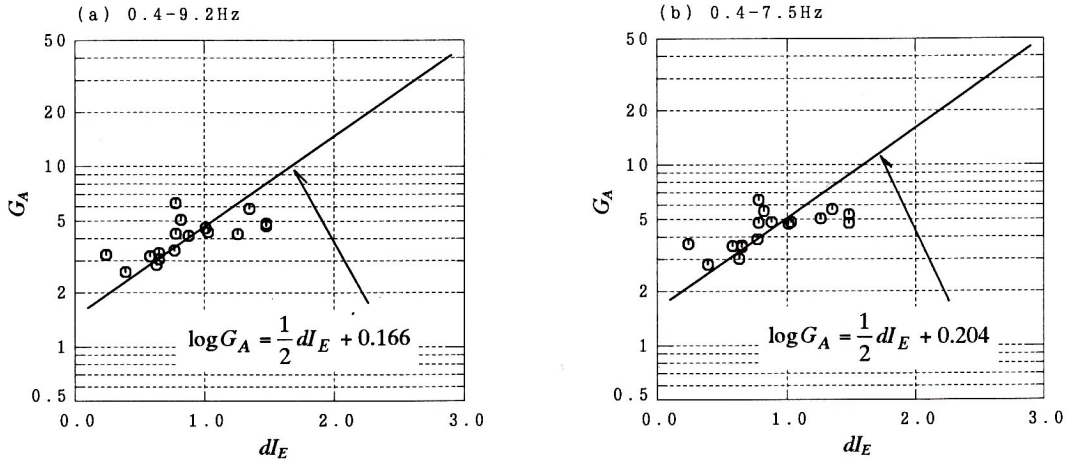 (a) 0.4-9.2Hz
50
20
10
5
2
1
0.5
G_A
log G_A = 1/2 dI_E + 0.166
0.0 1.0 2.0 3.0
dI_E
(b) 0.4-7.5Hz
50
20
10
5
2
1
0.5
G_A
log G_A = 1/2 dI_E + 0.204
0.0 1.0 2.0 3.0
dI_E